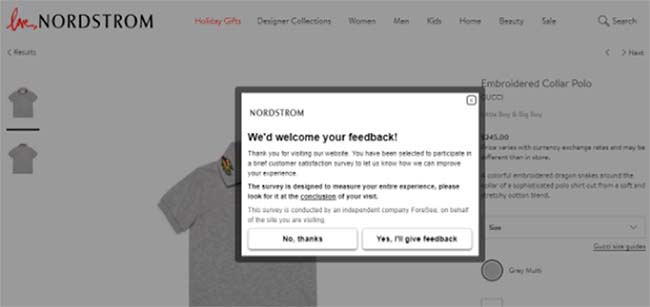 love, NORDSTROM
Holiday Gifts Designer Collections Women Men Kids Home Beauty Sale Search
Results Next
Embroidered Collar Polo
GUCCI
Little Boy & Big Boy
$245.00
Price varies with currency exchange rates and may be
different than in store.
A colorful embroidered dragon snakes around the
collar of a sophisticated polo shirt cut from a soft and
stretchy cotton blend.
Size
Gucci size guides
Grey Multi
x
NORDSTROM
We'd welcome your feedback!
Thank you for visiting our website. You have been selected to participate in
a brief customer satisfaction survey to let us know how we can improve
your experience.
The survey is designed to measure your entire experience, please
look for it at the conclusion of your visit.
This survey is conducted by an independent company ForeSee, on behalf
of the site you are visiting.
No, thanks Yes, I'll give feedback